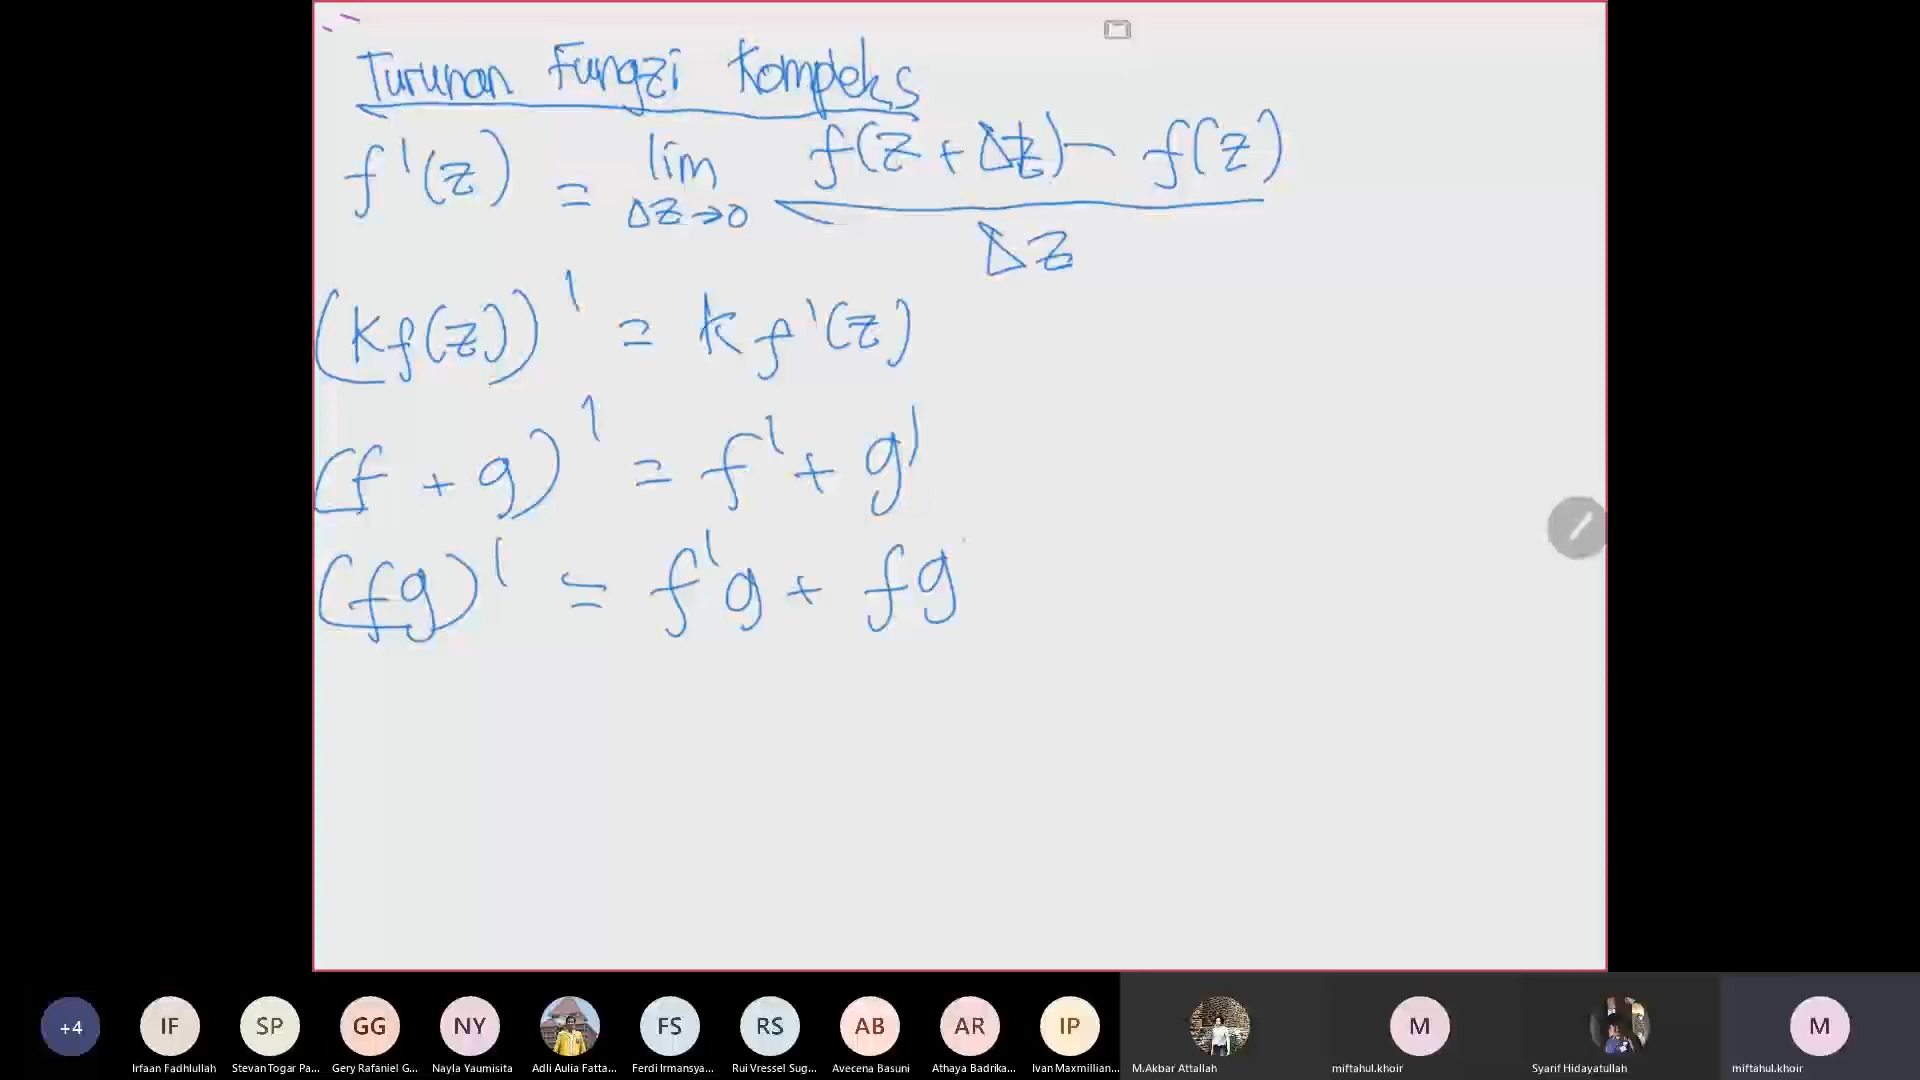 Turunan Fungzi Kompleks
f'(z) = lim Δz→0 f(z + Δz) - f(z) / Δz
(kf(z))' = k f'(z)
(f + g)' = f' + g'
(fg)' = f'g + fg
+4 IF SP GG NY FS RS AB AR IP M M
Irfaan Fadhlullah Stevan Togar Pa... Gery Rafaniel G... Nayla Yaumisita Adli Aulia Fatta... Ferdi Irmansya... Rui Vressel Sug... Avecena Basuni Athaya Badrika... Ivan Maxmillian... M.Akbar Attallah miftahul.khoir Syarif Hidayatullah miftahul.khoir